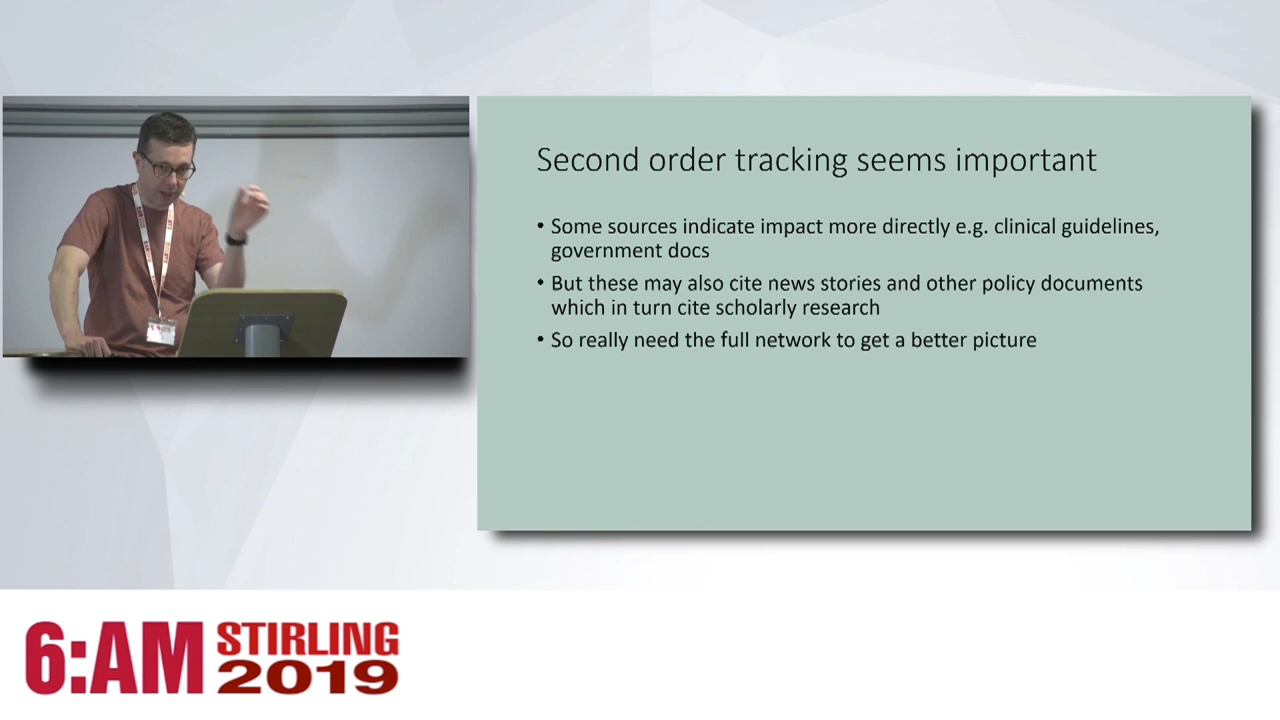 Second order tracking seems important
• Some sources indicate impact more directly e.g. clinical guidelines,
government docs
• But these may also cite news stories and other policy documents
which in turn cite scholarly research
• So really need the full network to get a better picture
6:AM STIRLING
2019